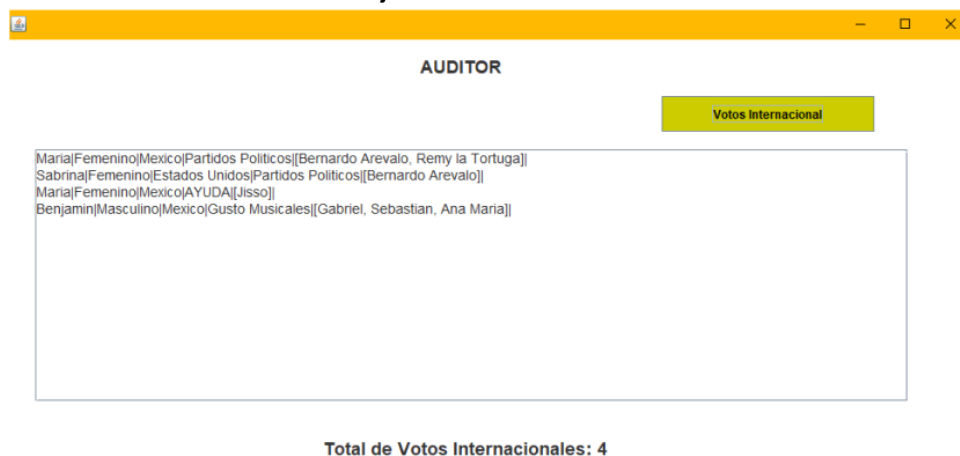 AUDITOR
Votos Internacional
Maria|Femenino|Mexico|Partidos Politicos|[Bernardo Arevalo, Remy la Tortuga]|
Sabrina|Femenino|Estados Unidos|Partidos Politicos|[Bernardo Arevalo]|
Maria|Femenino|Mexico|AYUDA|[Jisso]|
Benjamin|Masculino|Mexico|Gusto Musicales|[Gabriel, Sebastian, Ana Maria]|
Total de Votos Internacionales: 4